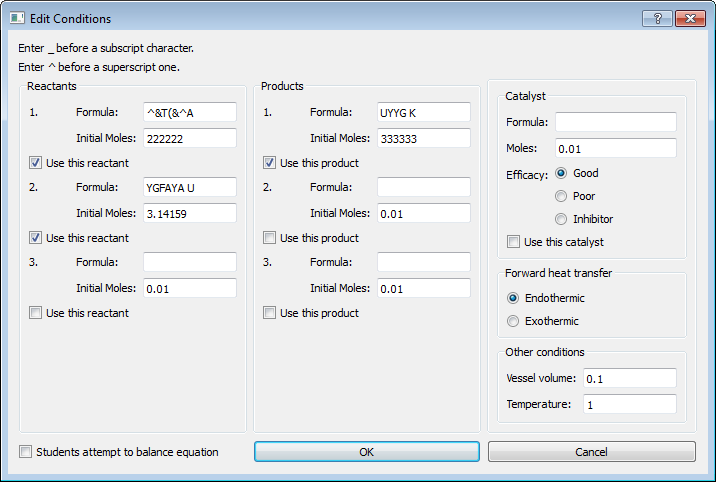 Edit Conditions
Enter _ before a subscript character.
Enter ^ before a superscript one.
Reactants
1. Formula: ^&T(&^A
Initial Moles: 222222
Use this reactant
2. Formula: YGFAYA U
Initial Moles: 3.14159
Use this reactant
3. Formula:
Initial Moles: 0.01
Use this reactant
Products
1. Formula: UYYG K
Initial Moles: 333333
Use this product
2. Formula:
Initial Moles: 0.01
Use this product
3. Formula:
Initial Moles: 0.01
Use this product
Catalyst
Formula:
Moles: 0.01
Efficacy: Good
Poor
Inhibitor
Use this catalyst
Forward heat transfer
Endothermic
Exothermic
Other conditions
Vessel volume: 0.1
Temperature: 1
Students attempt to balance equation
OK
Cancel